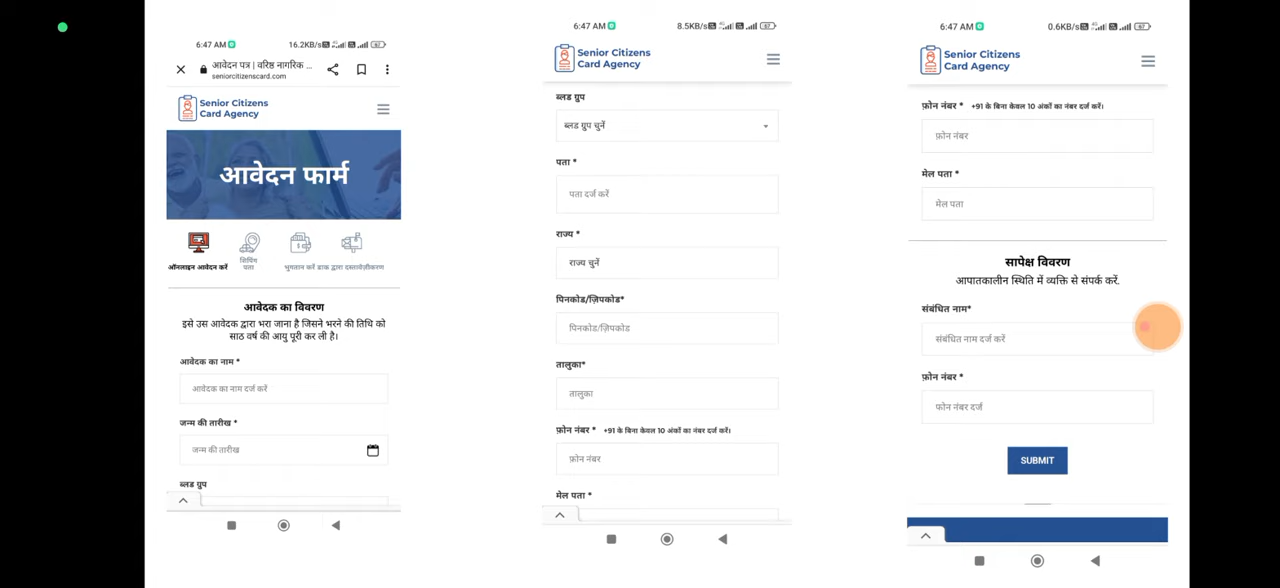 6:47 AM
16.2KB/s
67
आवेदन पत्र | वरिष्ठ नागरिक ...
seniorcitizenscard.com
Senior Citizens
Card Agency
आवेदन फार्म
ऑनलाइन आवेदन करें
शिपिंग
पता
भुगतान करें
डाक द्वारा दस्तावेज़ीकरण
आवेदक का विवरण
इसे उस आवेदक द्वारा भरा जाना है जिसने भरने की तिथि को
साठ वर्ष की आयु पूरी कर ली है।
आवेदक का नाम *
आवेदक का नाम दर्ज करें
जन्म की तारीख *
जन्म की तारीख
ब्लड ग्रुप
6:47 AM
8.5KB/s
67
Senior Citizens
Card Agency
ब्लड ग्रुप
ब्लड ग्रुप चुनें
पता *
पता दर्ज करें
राज्य *
राज्य चुनें
पिनकोड/ज़िपकोड*
पिनकोड/ज़िपकोड
तालुका*
तालुका
फ़ोन नंबर * +91 के बिना केवल 10 अंकों का नंबर दर्ज करें।
फ़ोन नंबर
मेल पता *
6:47 AM
0.6KB/s
67
Senior Citizens
Card Agency
फ़ोन नंबर * +91 के बिना केवल 10 अंकों का नंबर दर्ज करें।
फ़ोन नंबर
मेल पता *
मेल पता
सापेक्ष विवरण
आपातकालीन स्थिति में व्यक्ति से संपर्क करें.
संबंधित नाम*
संबंधित नाम दर्ज करें
फ़ोन नंबर *
फोन नंबर दर्ज
SUBMIT